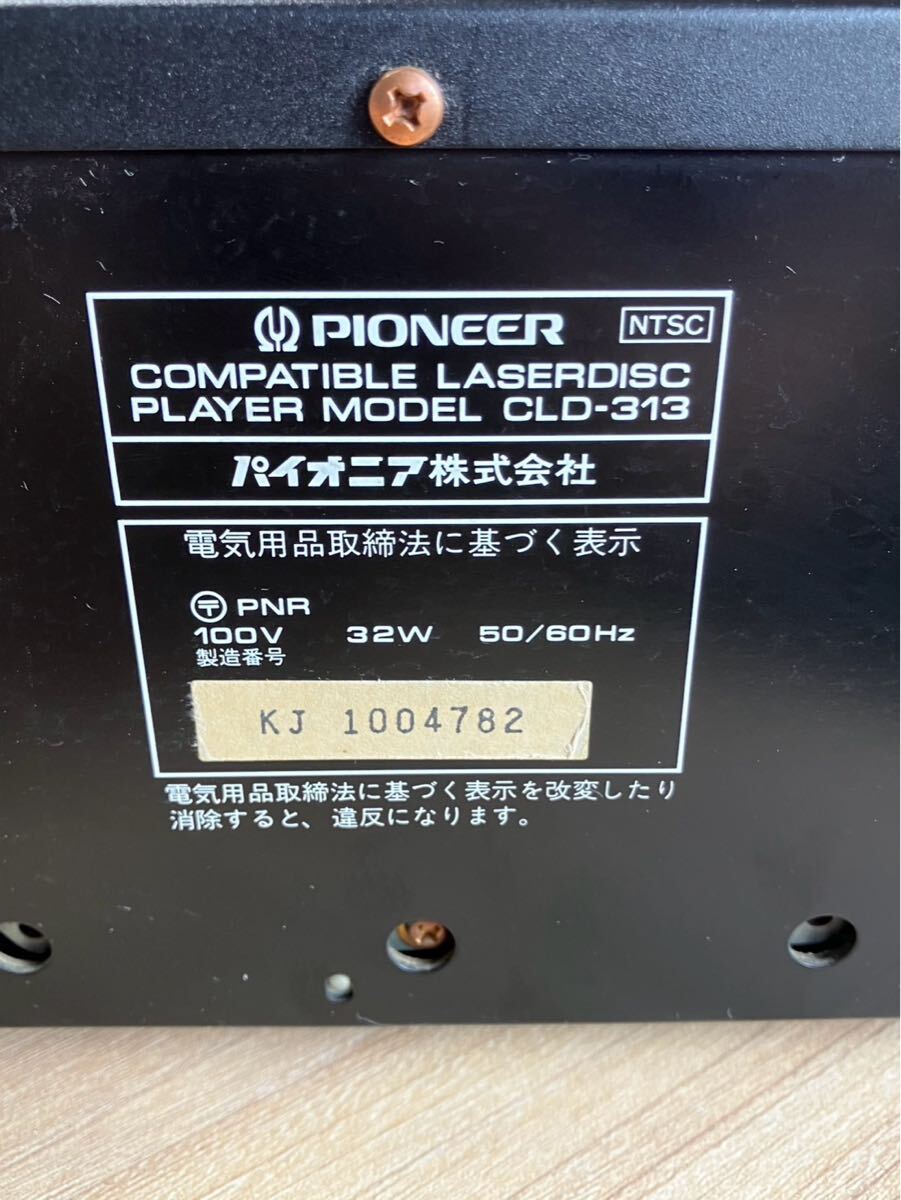 PIONEER NTSC
COMPATIBLE LASERDISC
PLAYER MODEL CLD-313
パイオニア株式会社
電気用品取締法に基づく表示
〒 PNR
100V 32W 50/60Hz
製造番号
KJ 1004782
電気用品取締法に基づく表示を改変したり
消除すると、違反になります。